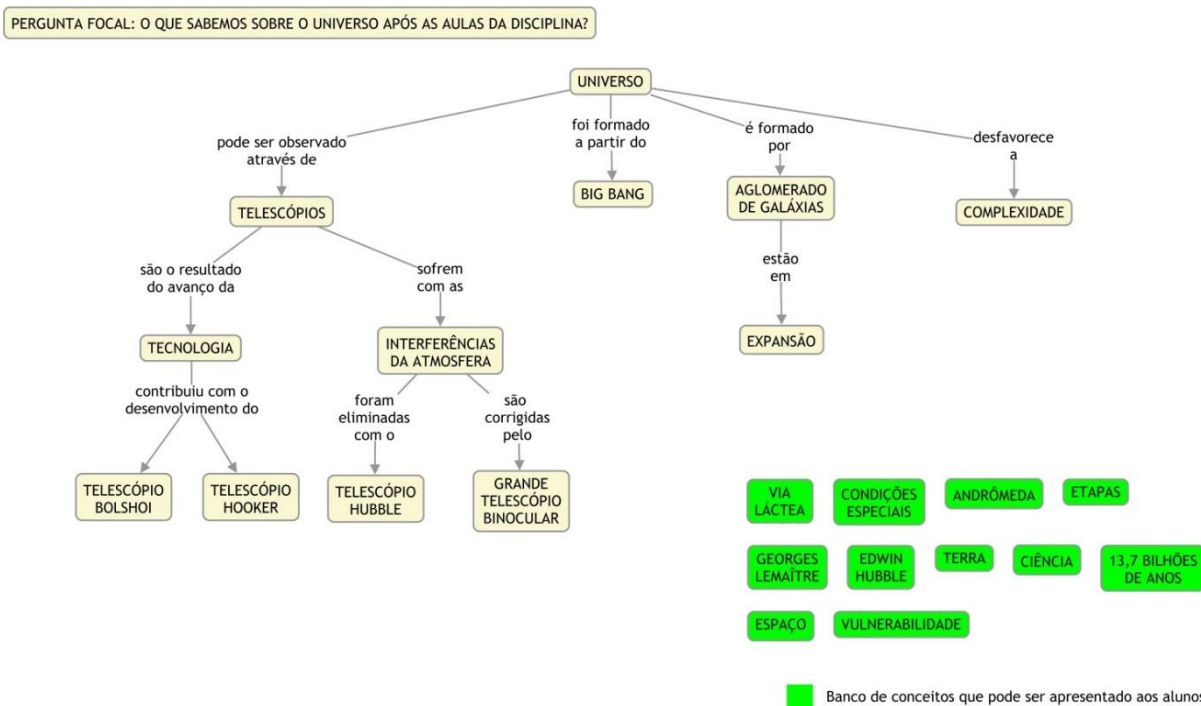 PERGUNTA FOCAL: O QUE SABEMOS SOBRE O UNIVERSO APÓS AS AULAS DA DISCIPLINA?
UNIVERSO
pode ser observado
através de
foi formado
a partir do
é formado
por
desfavorece
a
TELESCÓPIOS
BIG BANG
AGLOMERADO
DE GALÁXIAS
COMPLEXIDADE
são o resultado
do avanço da
sofrem
com as
estão
em
TECNOLOGIA
INTERFERÊNCIAS
DA ATMOSFERA
EXPANSÃO
contribuiu com o
desenvolvimento do
foram
eliminadas
com o
são
corrigidas
pelo
TELESCÓPIO
BOLSHOI
TELESCÓPIO
HOOKER
TELESCÓPIO
HUBBLE
GRANDE
TELESCÓPIO
BINOCULAR
VIA
LÁCTEA
CONDIÇÕES
ESPECIAIS
ANDRÔMEDA
ETAPAS
GEORGES
LEMAÎTRE
EDWIN
HUBBLE
TERRA
CIÊNCIA
13,7 BILHÕES
DE ANOS
ESPAÇO
VULNERABILIDADE
Banco de conceitos que pode ser apresentado aos alunos